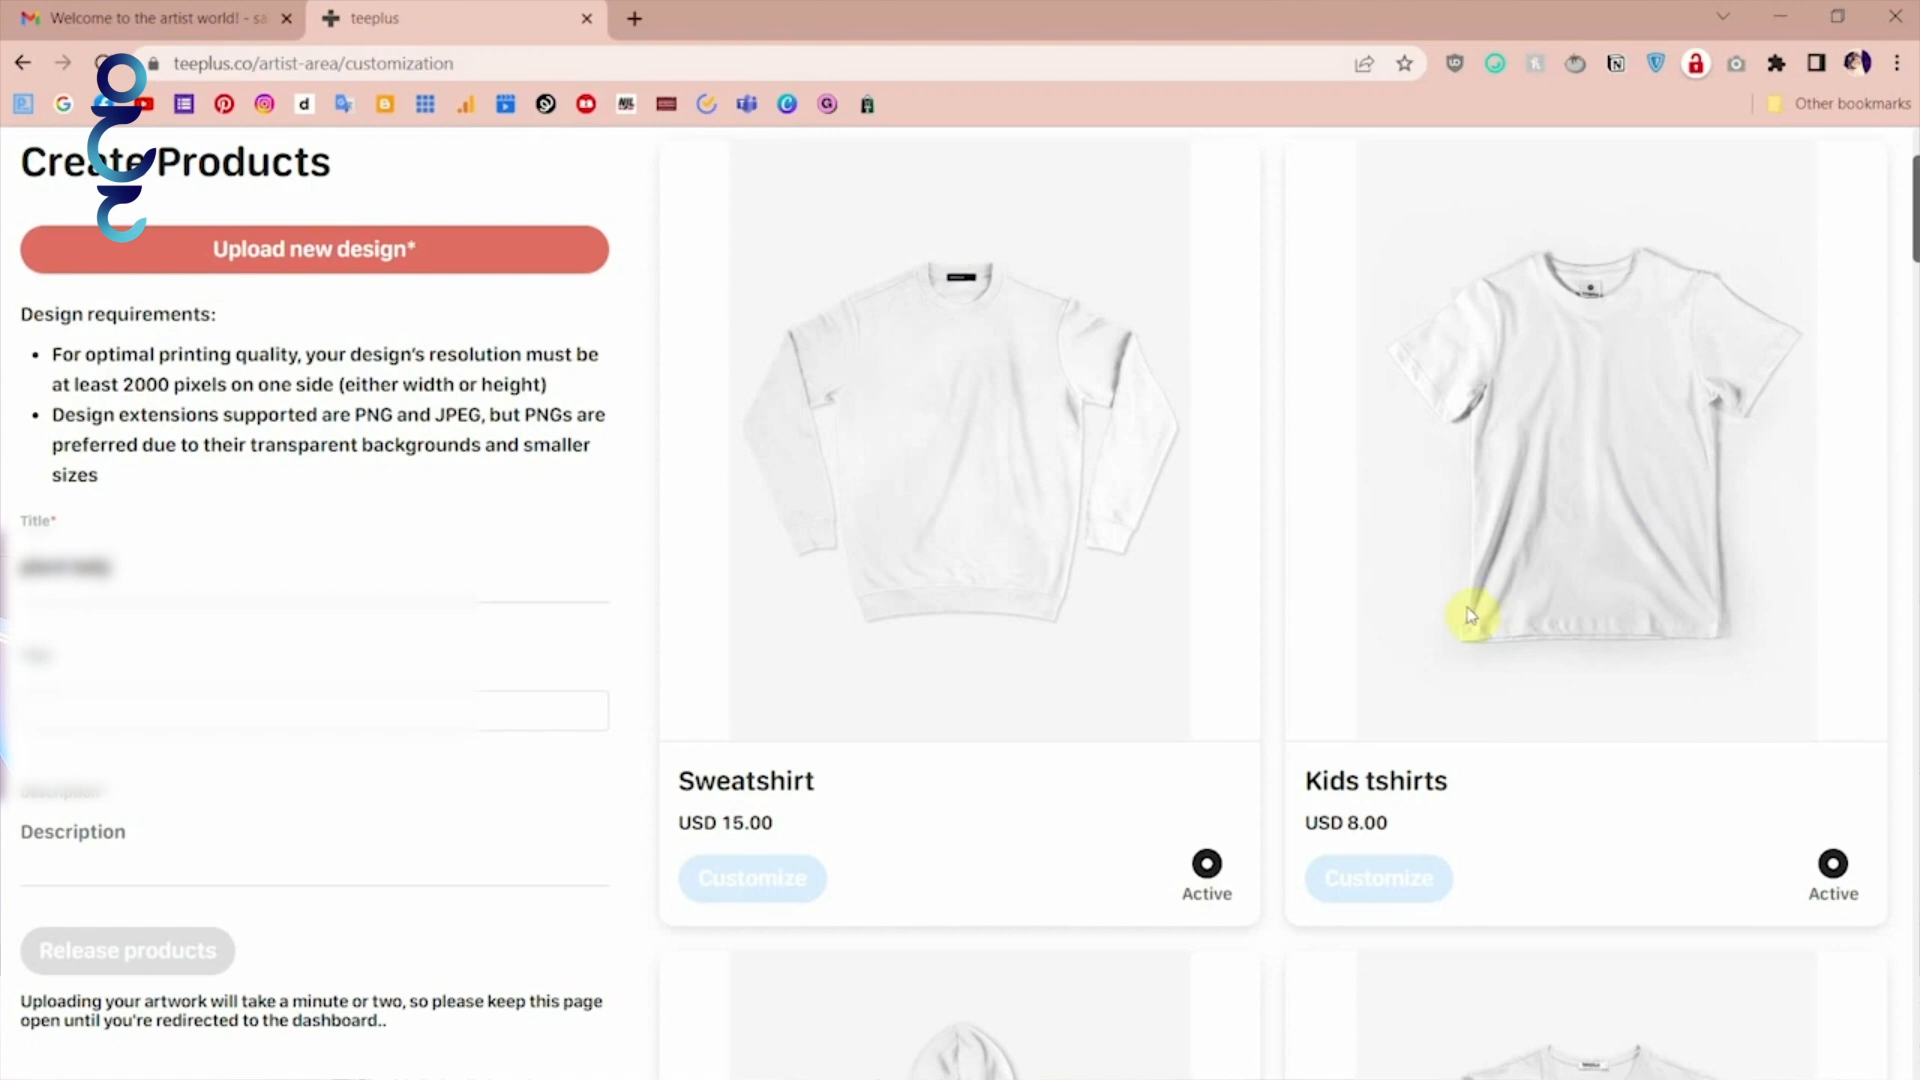 Welcome to the artist world! - sa
teeplus
teeplus.co/artist-area/customization
Other bookmarks
Create Products
Upload new design*
Design requirements:
• For optimal printing quality, your design's resolution must be
at least 2000 pixels on one side (either width or height)
• Design extensions supported are PNG and JPEG, but PNGs are
preferred due to their transparent backgrounds and smaller
sizes
Title*
Description*
Description
Release products
Uploading your artwork will take a minute or two, so please keep this page
open until you're redirected to the dashboard..
Sweatshirt
USD 15.00
Customize
Active
Kids tshirts
USD 8.00
Customize
Active